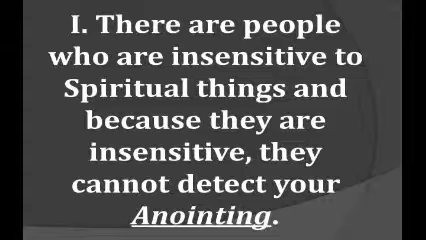 I. There are people
who are insensitive to
Spiritual things and
because they are
insensitive, they
cannot detect your
Anointing.